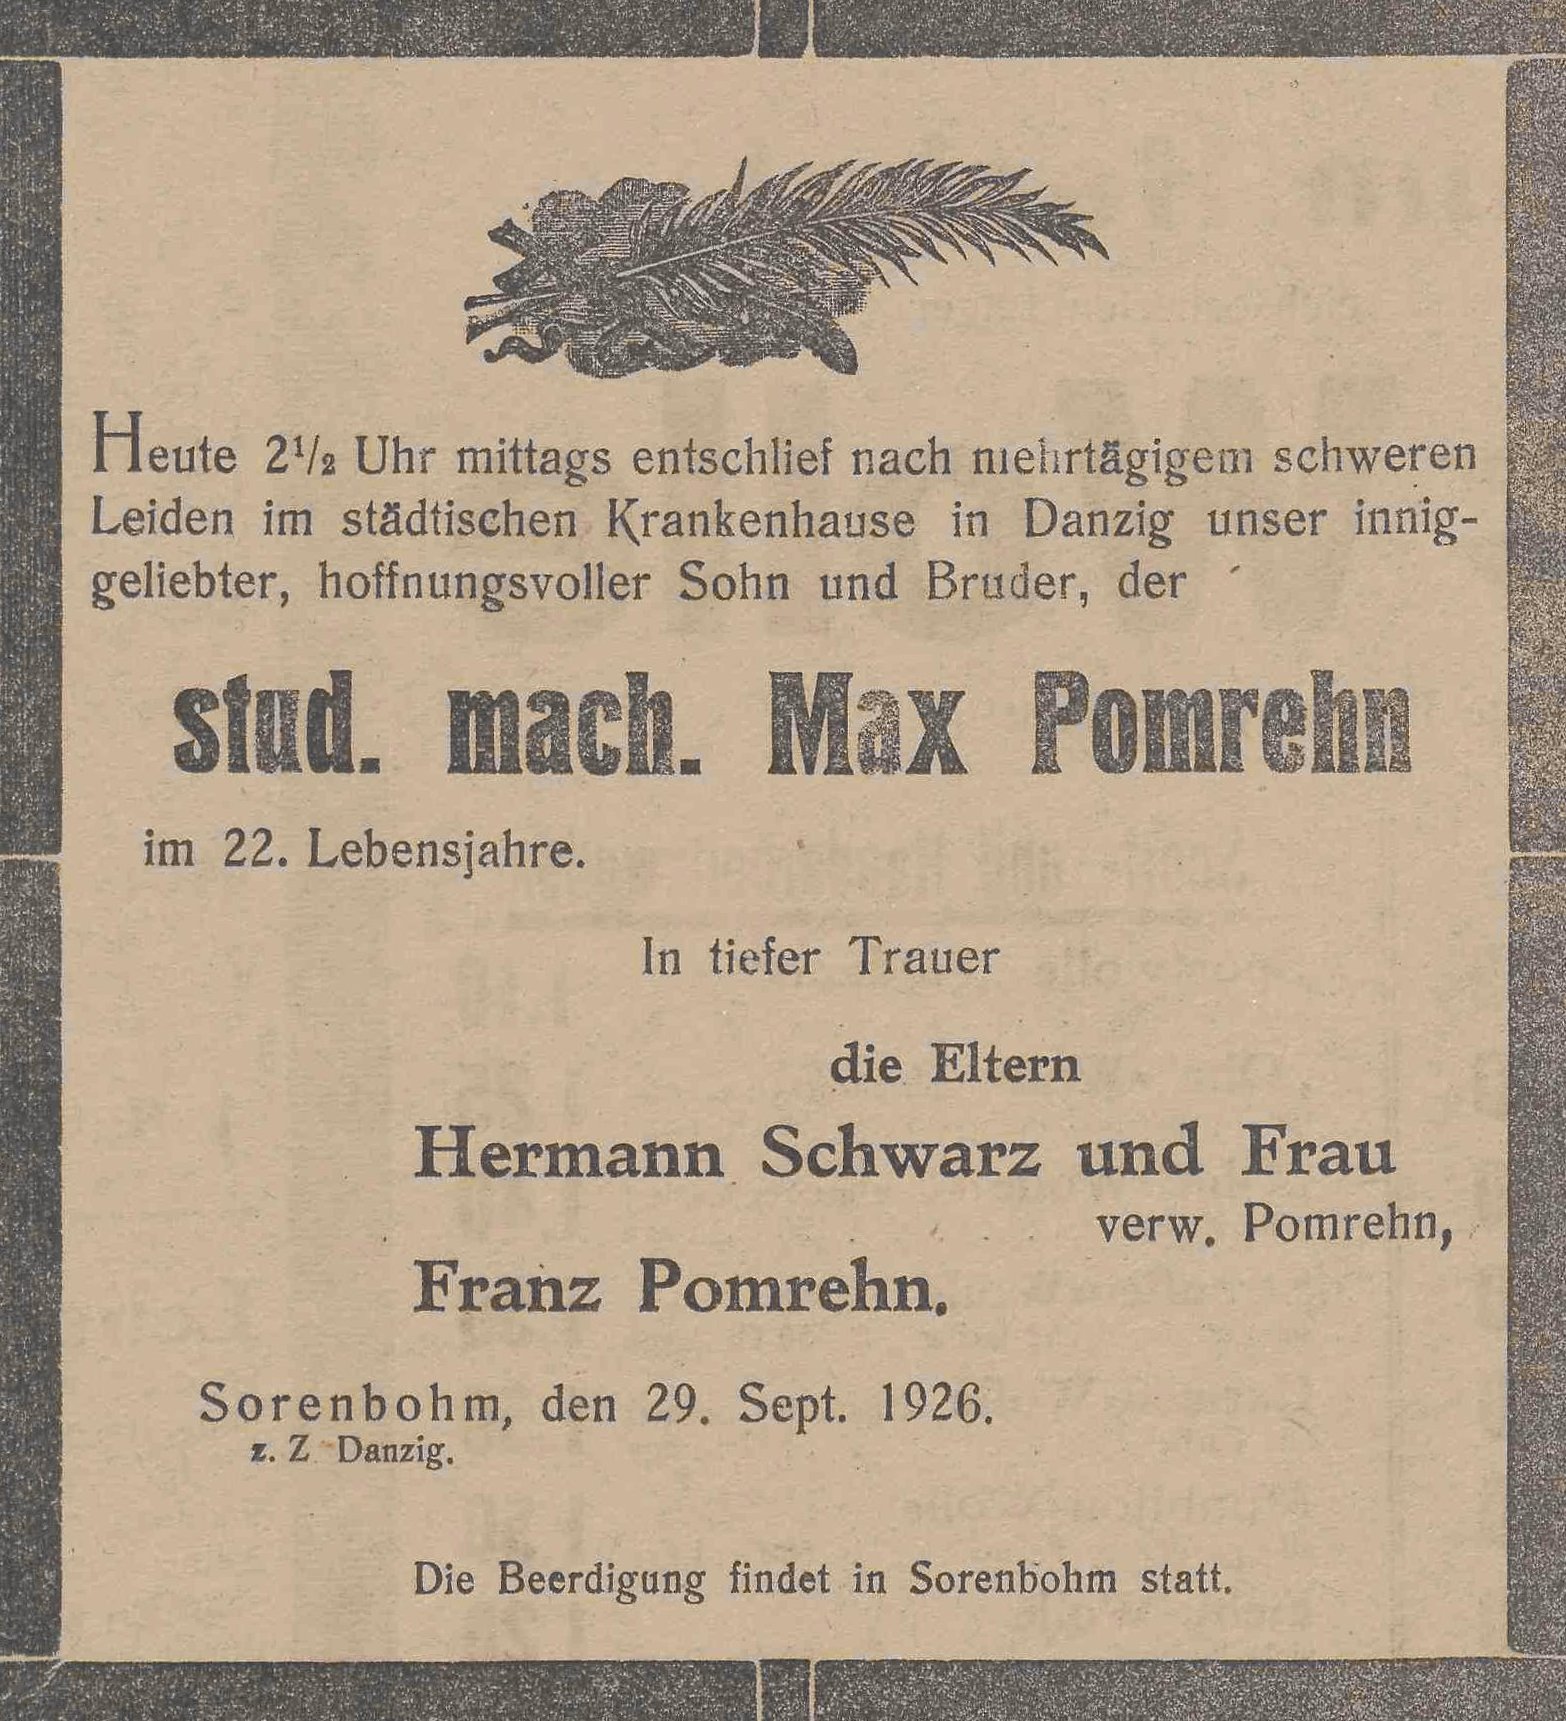 Heute 2½ Uhr mittags entschlief nach mehrtägigem schweren
Leiden im städtischen Krankenhause in Danzig unser innig-
geliebter, hoffnungsvoller Sohn und Bruder, der
stud. mach. Max Pomrehn
im 22. Lebensjahre.
In tiefer Trauer
die Eltern
Hermann Schwarz und Frau
verw. Pomrehn,
Franz Pomrehn.
Sorenbohm, den 29. Sept. 1926.
z. Z Danzig.
Die Beerdigung findet in Sorenbohm statt.